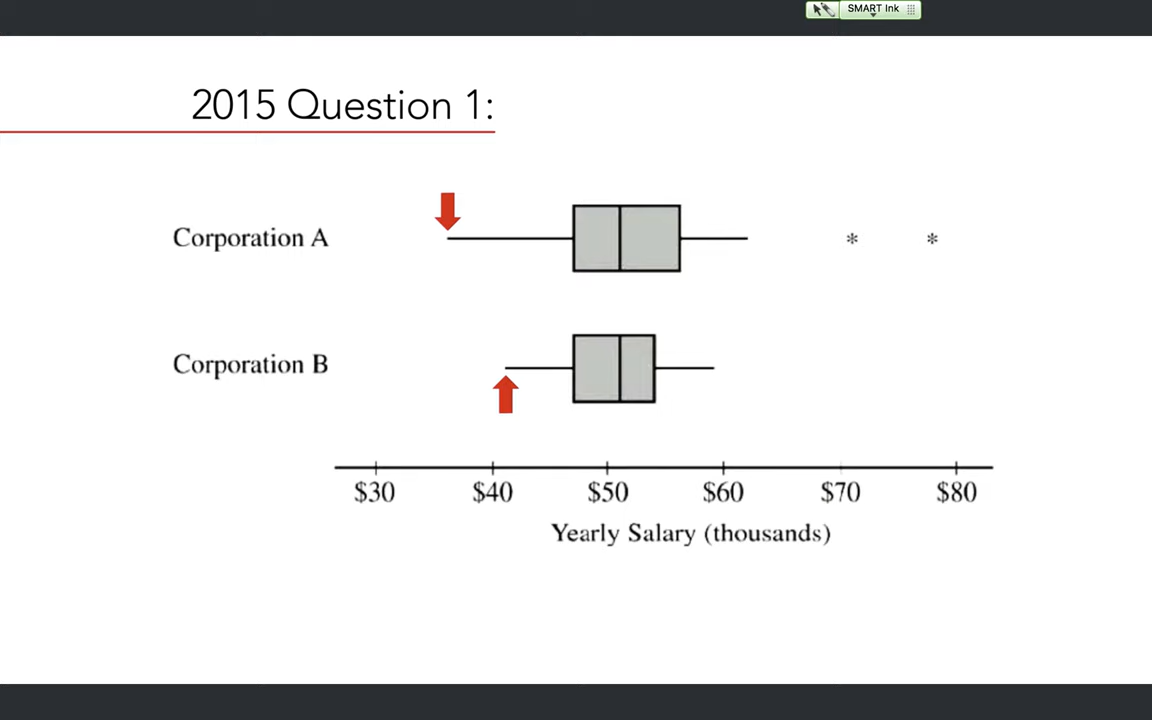 SMART Ink
2015 Question 1:
Corporation A
* *
Corporation B
$30 $40 $50 $60 $70 $80
Yearly Salary (thousands)